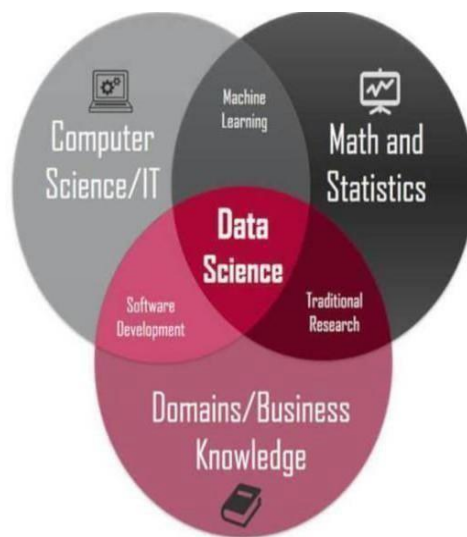 Machine
Learning
Computer
Science/IT
Math and
Statistics
Data
Science
Software
Development
Traditional
Research
Domains/Business
Knowledge